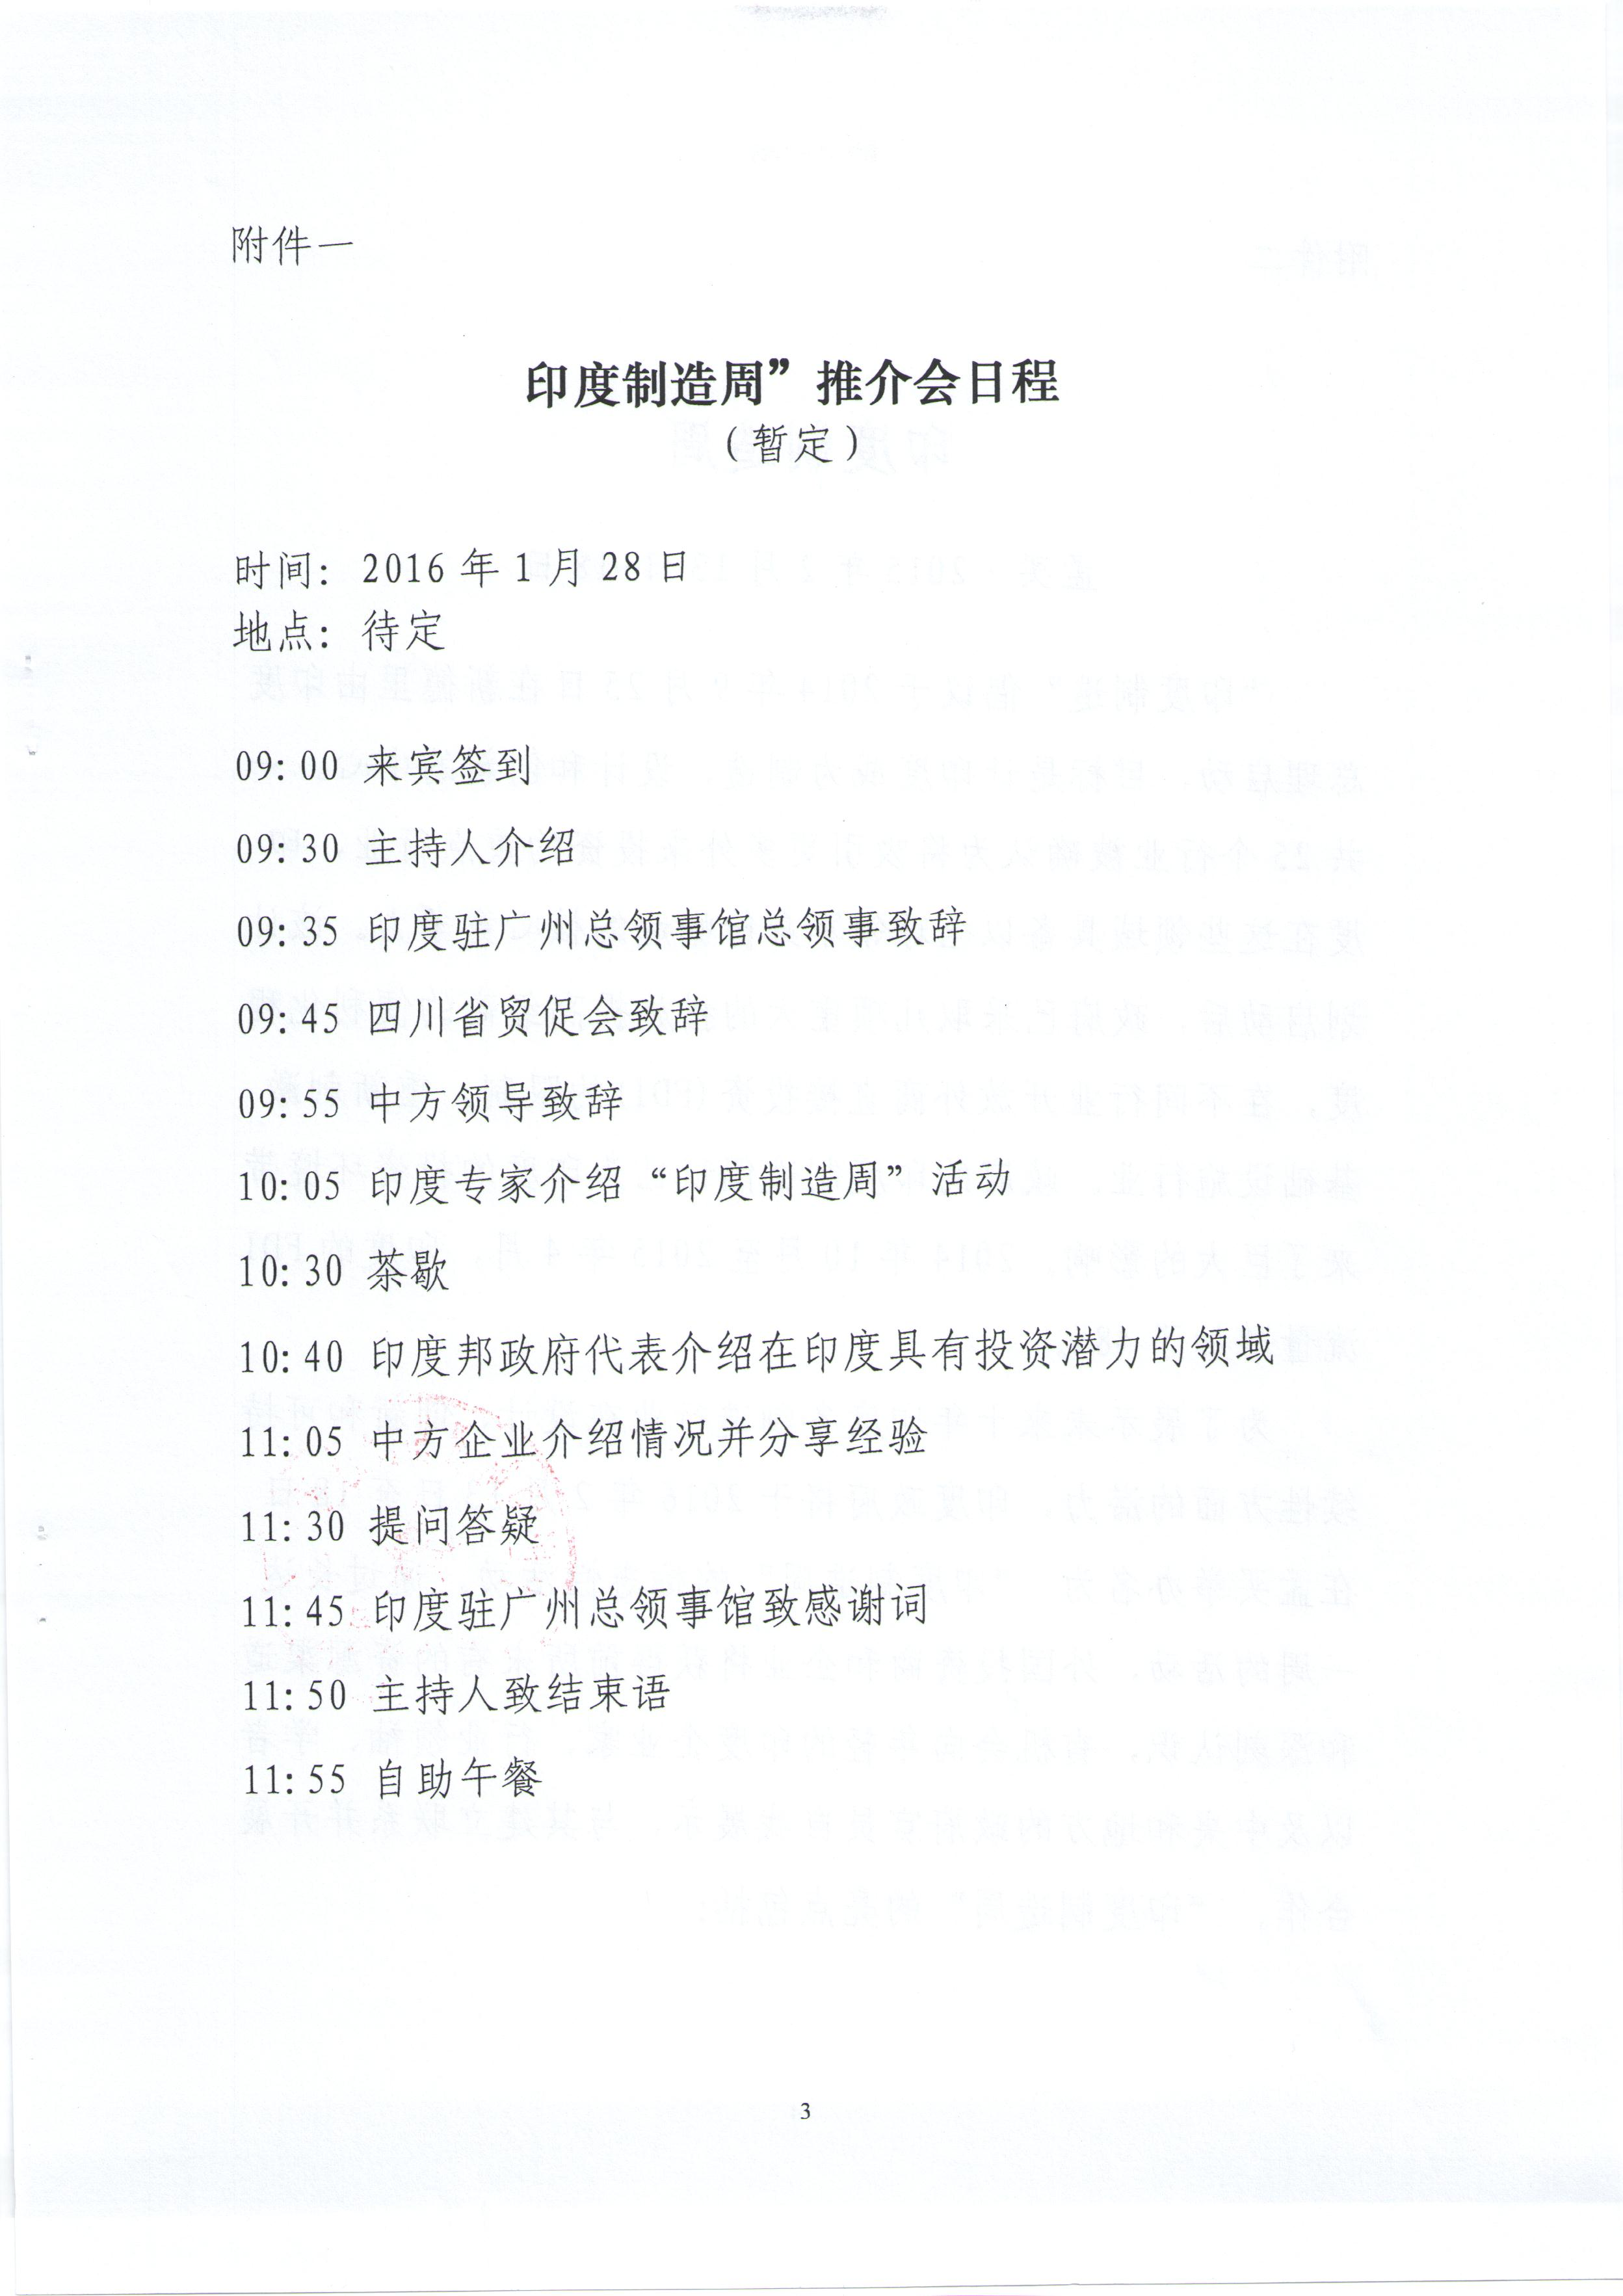 附件一
印度制造周”推介会日程
（暂定）
时间：2016 年 1 月 28 日
地点：待定
09：00 来宾签到
09：30 主持人介绍
09：35 印度驻广州总领事馆总领事致辞
09：45 四川省贸促会致辞
09：55 中方领导致辞
10：05 印度专家介绍“印度制造周”活动
10：30 茶歇
10：40 印度邦政府代表介绍在印度具有投资潜力的领域
11：05 中方企业介绍情况并分享经验
11：30 提问答疑
11：45 印度驻广州总领事馆致感谢词
11：50 主持人致结束语
11：55 自助午餐
3